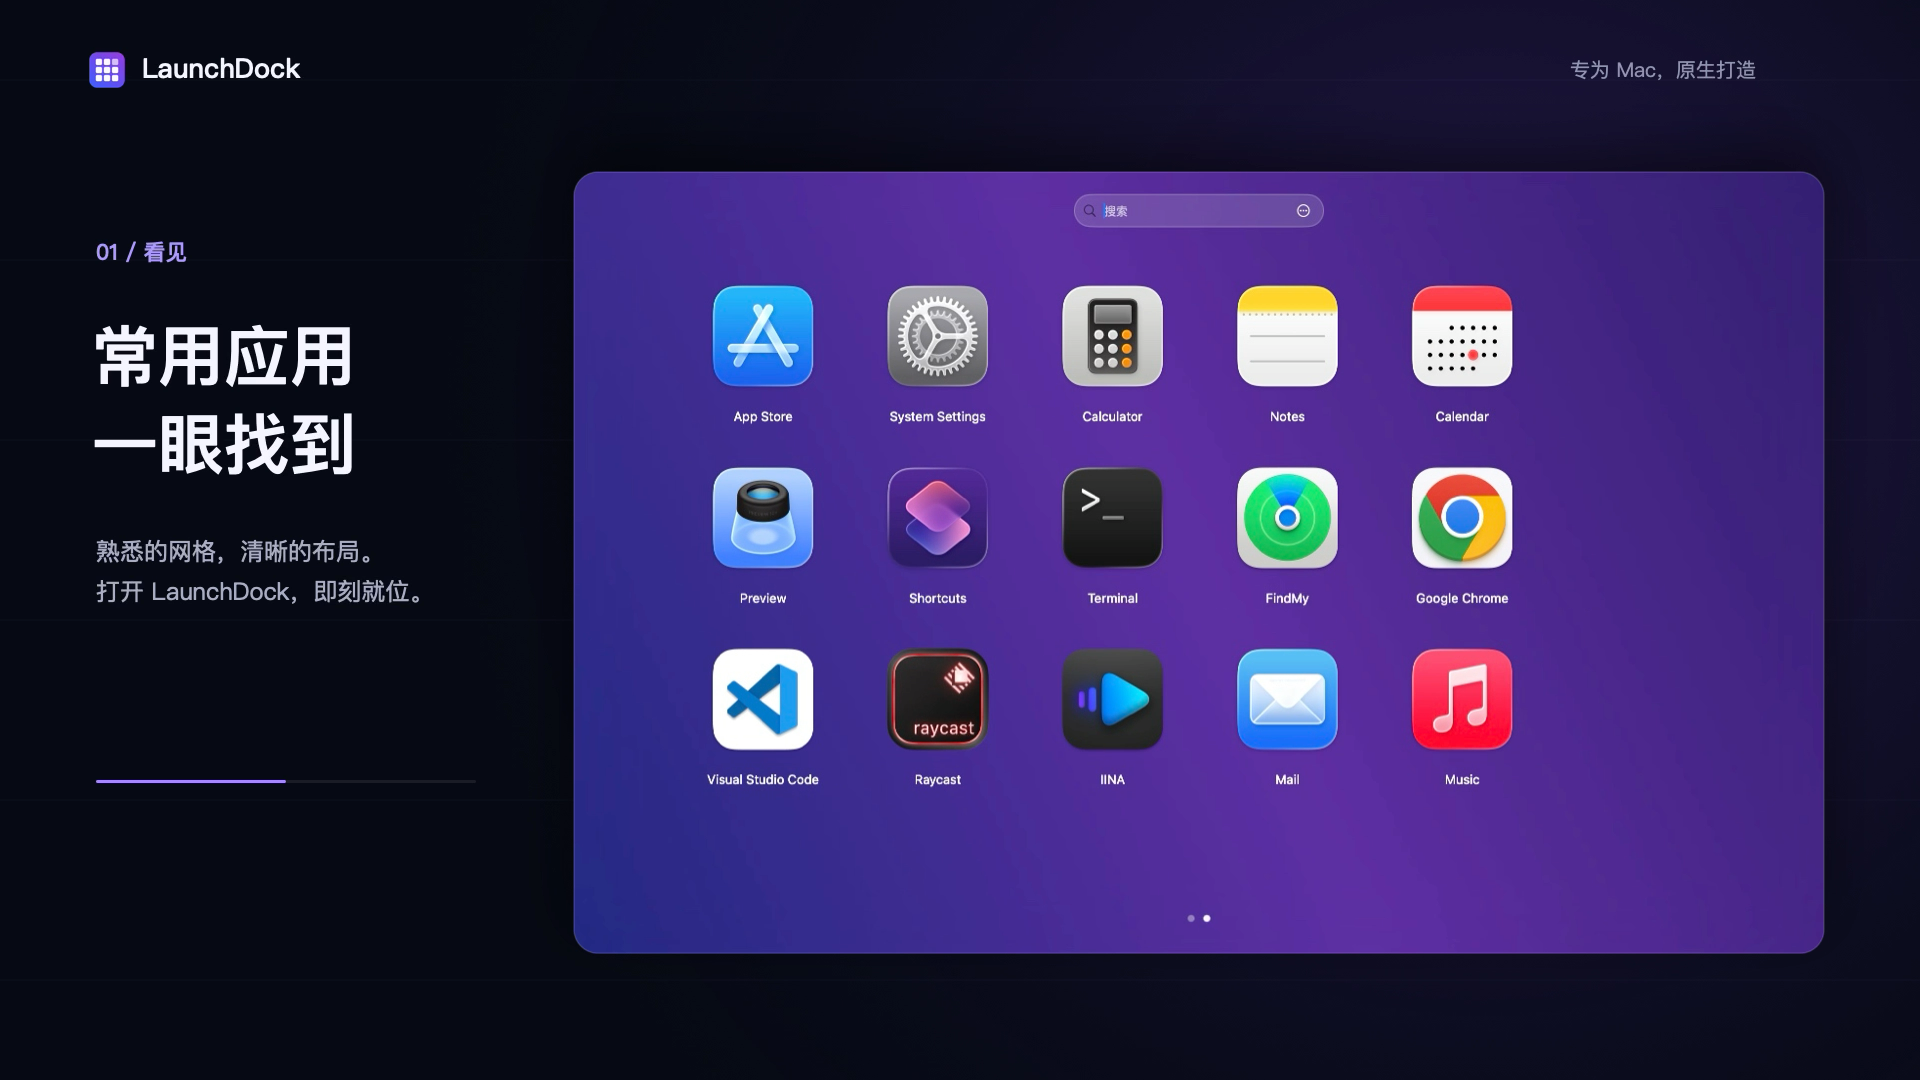 LaunchDock
专为 Mac，原生打造
01 / 看见
常用应用
一眼找到
熟悉的网格，清晰的布局。
打开 LaunchDock，即刻就位。
搜索
App Store
System Settings
Calculator
Notes
Calendar
Preview
Shortcuts
>_
Terminal
FindMy
Google Chrome
raycast
Visual Studio Code
Raycast
IINA
Mail
Music